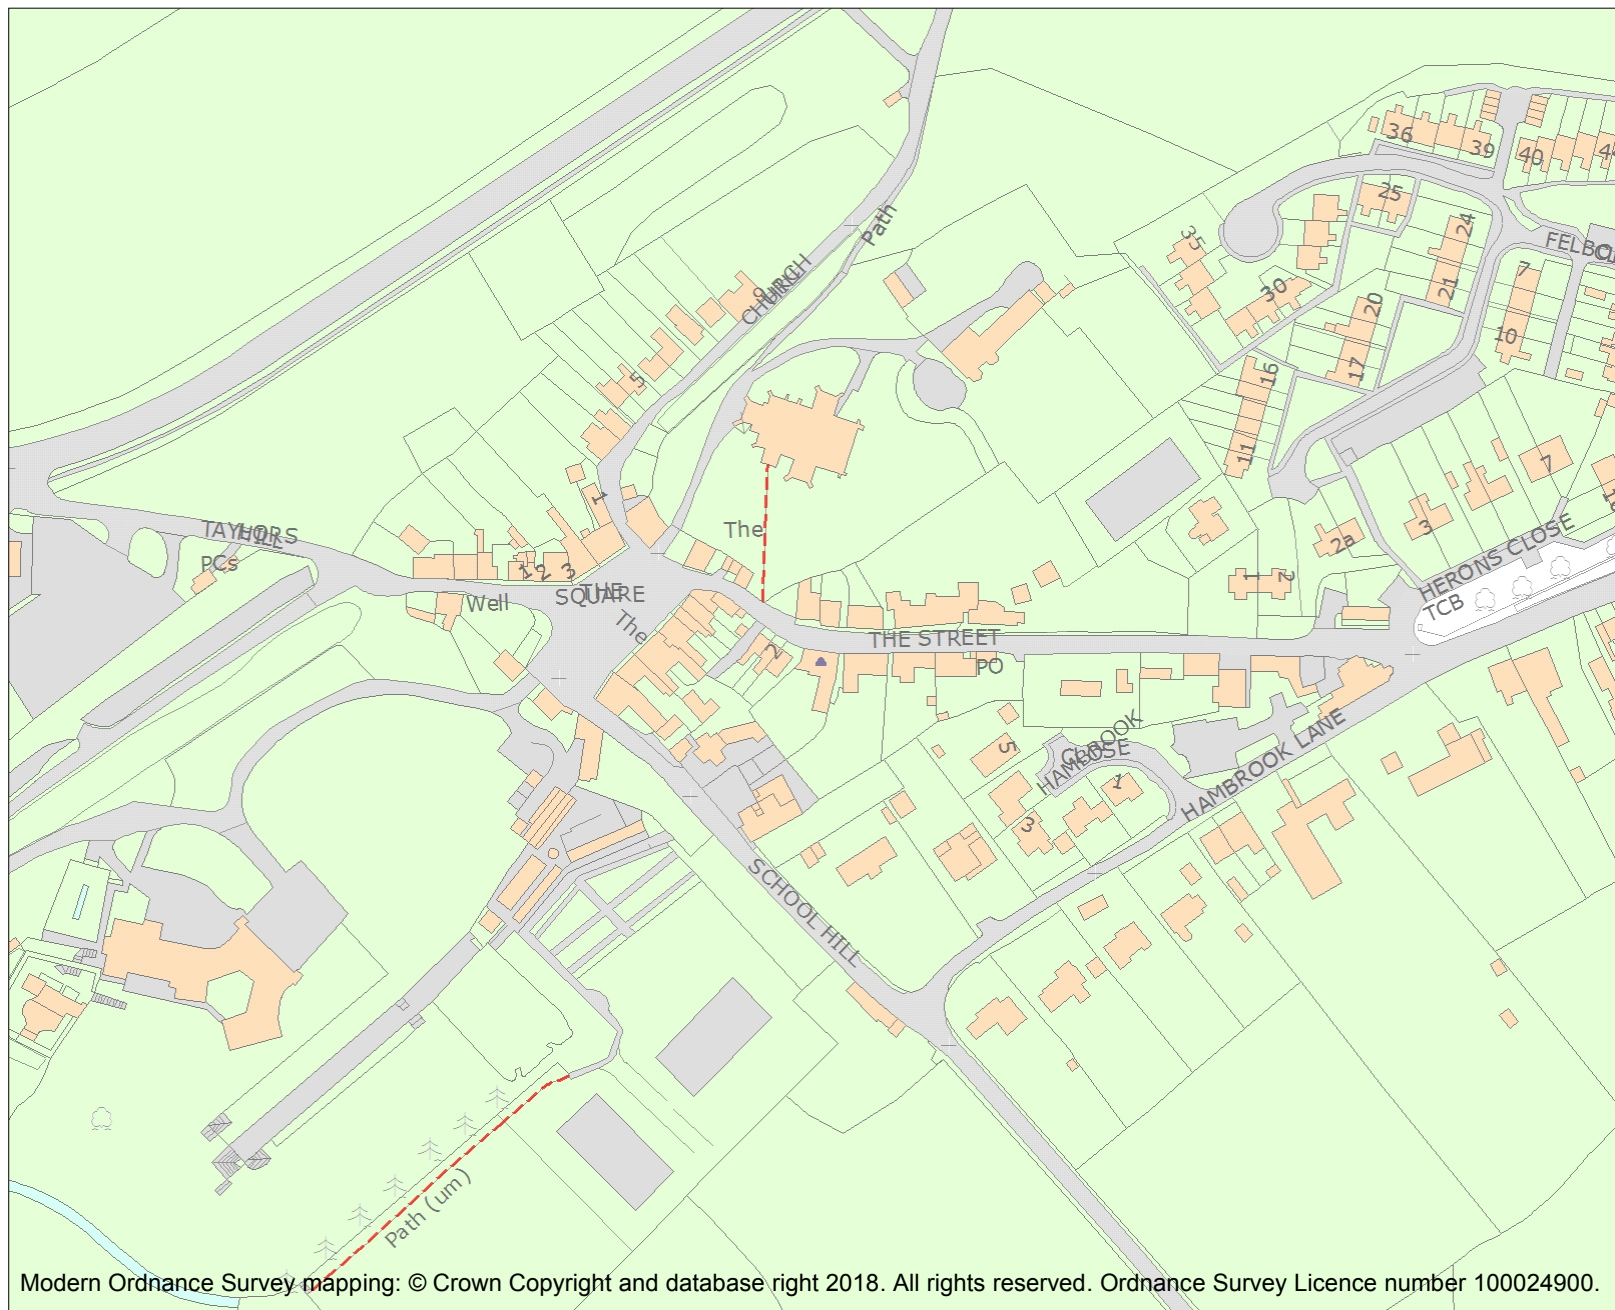 36
39
40
25
24
Path
35
FELBO
7
CHURCH
HILL
9
30
21
20
10
5
17
16
11
7
1
3
The
TAYLORS
HILL
PCs
2a
HERONS CLOSE
1 2 3
THE
SQUARE
Well
1
2
TCB
The
THE STREET
2
PO
HAMBROOK
CLOSE
5
1
HAMBROOK LANE
3
SCHOOL HILL
Path (um)
Modern Ordnance Survey mapping: © Crown Copyright and database right 2018. All rights reserved. Ordnance Survey Licence number 100024900.